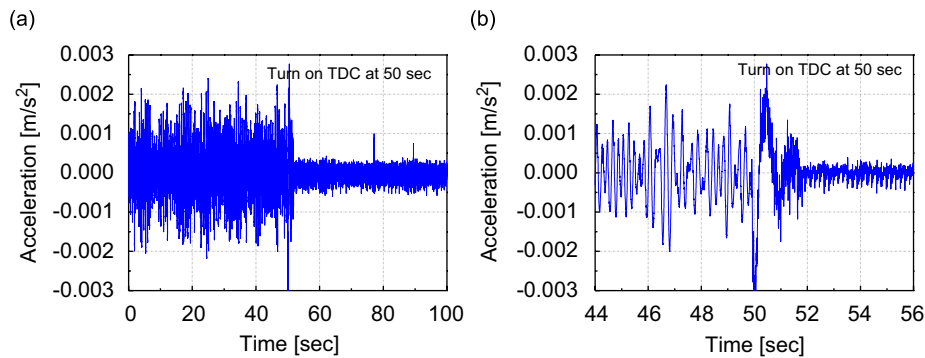 (a)
Acceleration [m/s²]
0.003
0.002
0.001
0.000
-0.001
-0.002
-0.003
Turn on TDC at 50 sec
0 20 40 60 80 100
Time [sec]
(b)
Acceleration [m/s²]
0.003
0.002
0.001
0.000
-0.001
-0.002
-0.003
Turn on TDC at 50 sec
44 46 48 50 52 54 56
Time [sec]